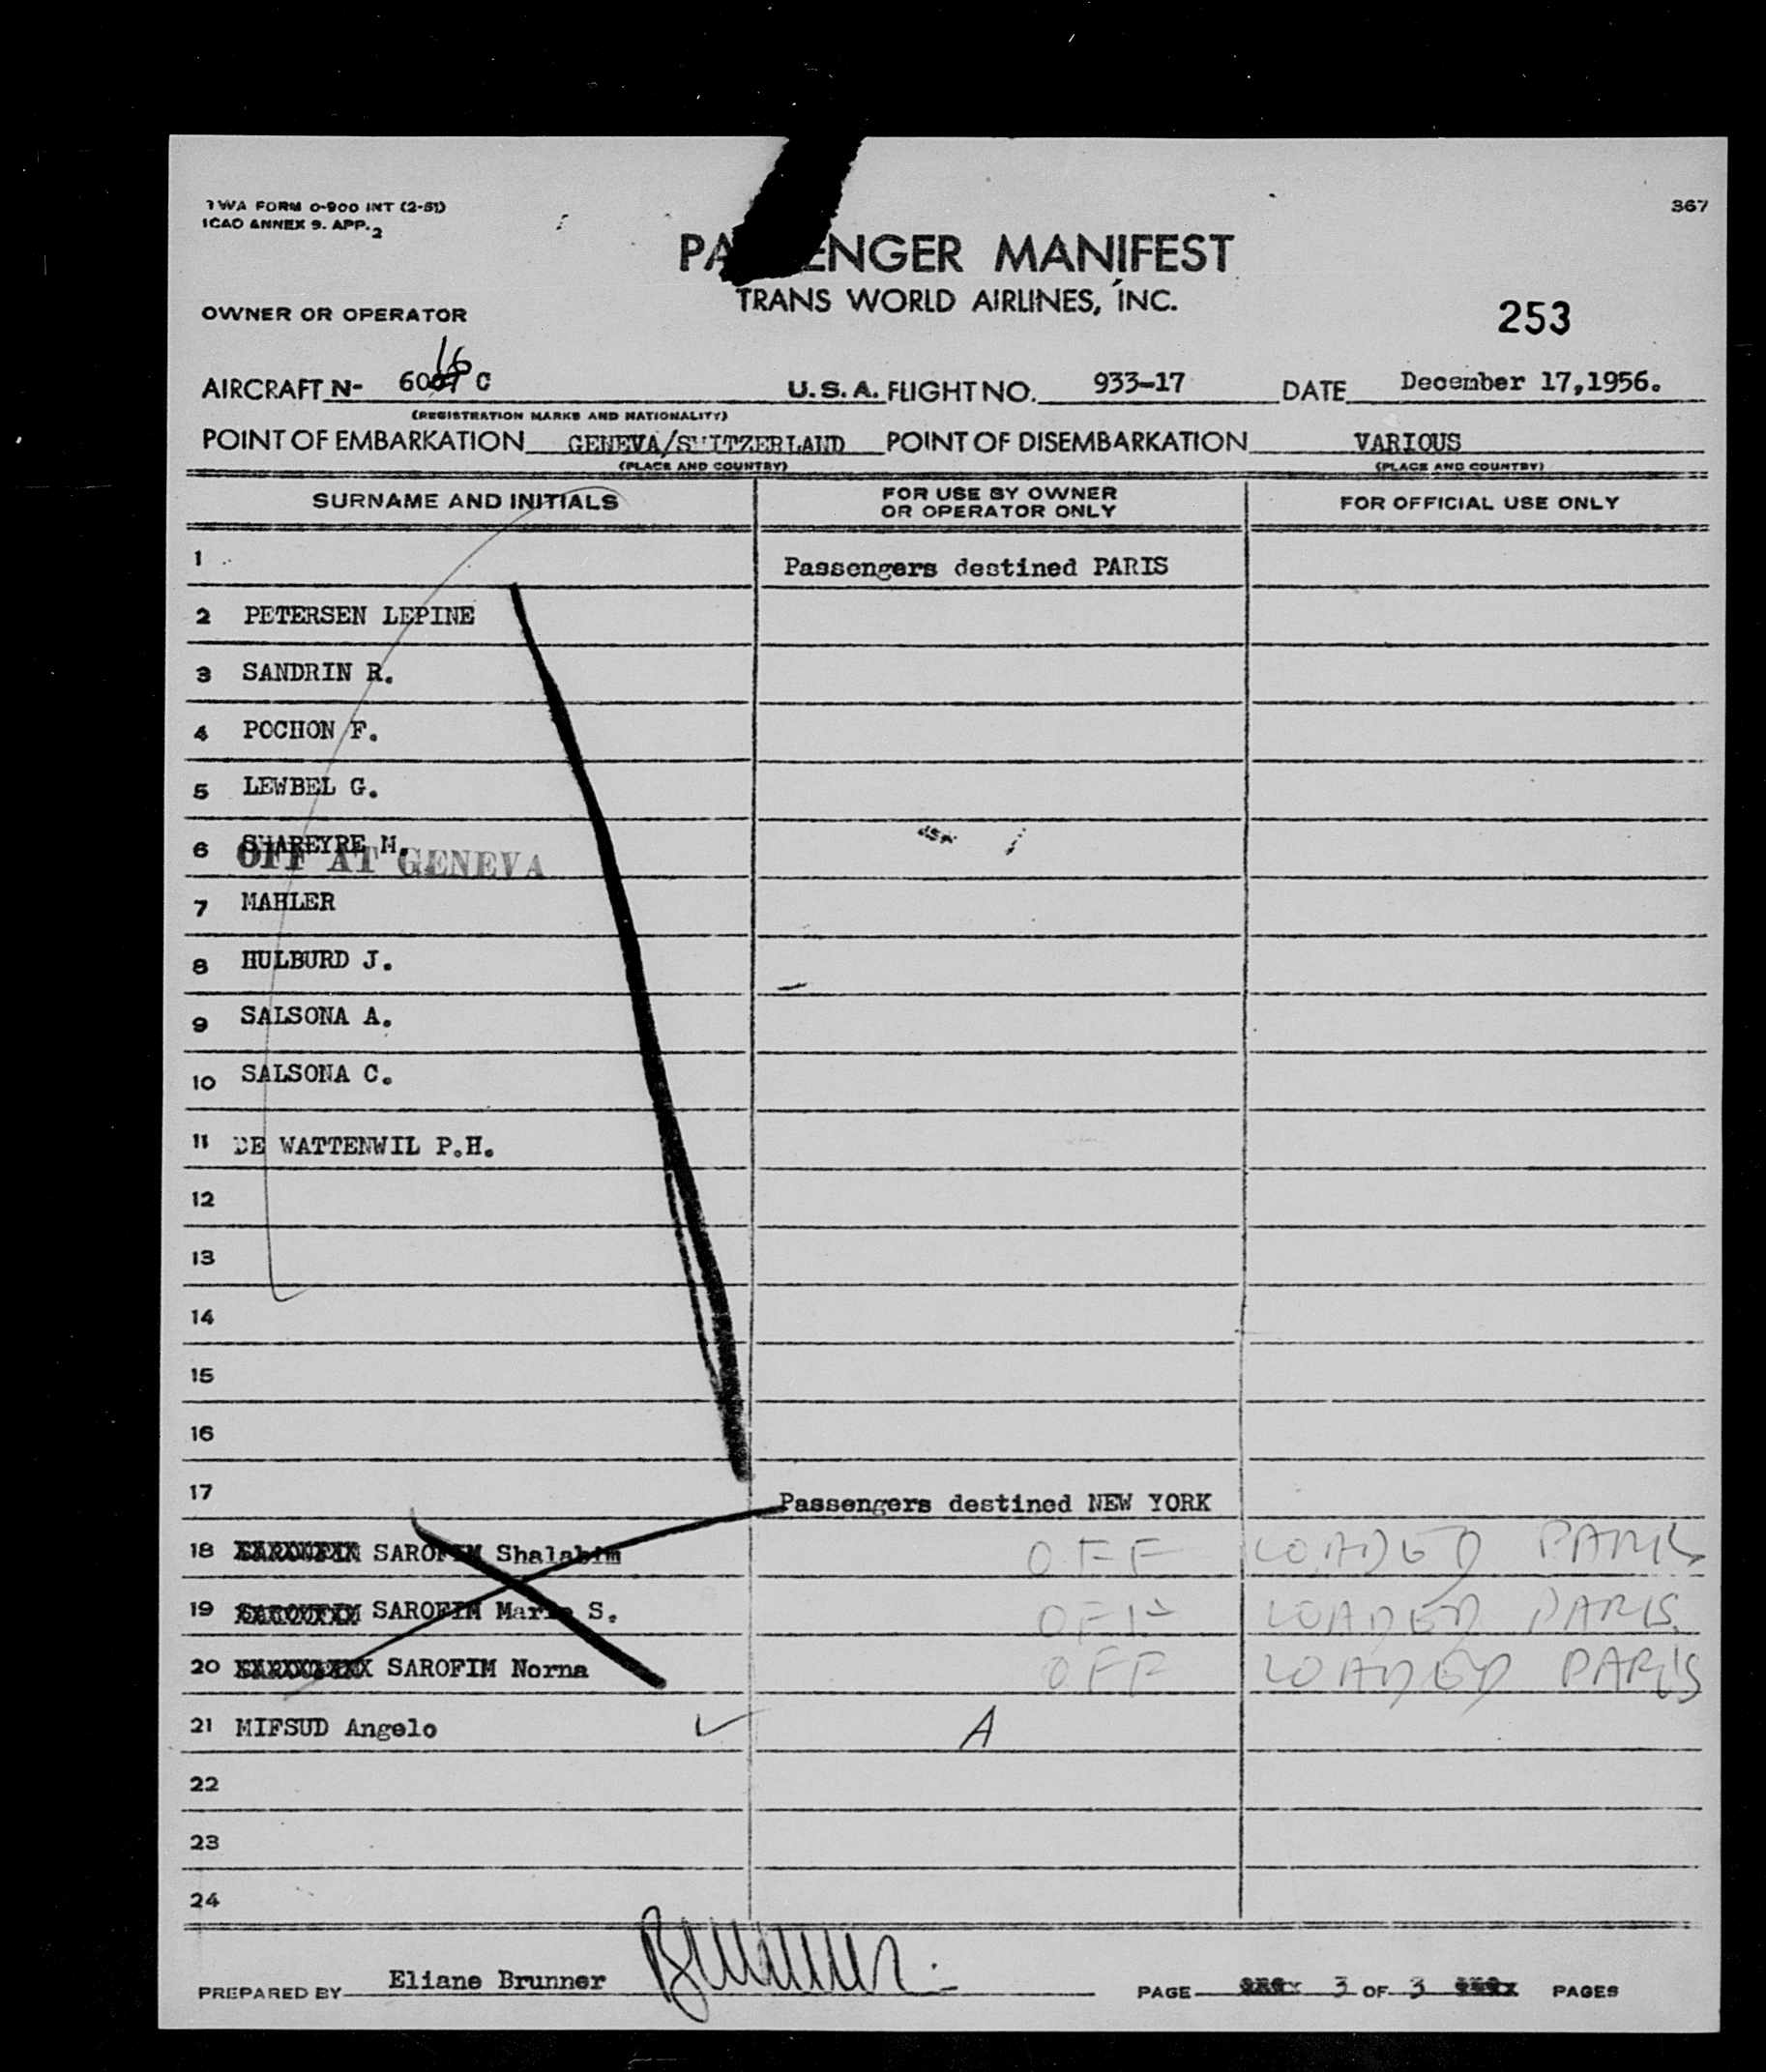 TWA FORM O-900 INT (2-51)
ICAO ANNEX 9. APP. 2
367
PA ENGER MANIFEST
TRANS WORLD AIRLINES, INC.
OWNER OR OPERATOR
253
AIRCRAFT N- 60 16 C U.S.A. FLIGHT NO. 933-17 DATE December 17,1956.
(REGISTRATION MARKS AND NATIONALITY)
POINT OF EMBARKATION GENEVA/SWITZERLAND POINT OF DISEMBARKATION VARIOUS
(PLACE AND COUNTRY) (PLACE AND COUNTRY)
SURNAME AND INITIALS FOR USE BY OWNER OR OPERATOR ONLY FOR OFFICIAL USE ONLY
1 Passengers destined PARIS
2 PETERSEN LEPINE
3 SANDRIN R.
4 POCHON F.
5 LEWBEL G.
6 SHAREYRE M.
OFF AT GENEVA
7 MAHLER
8 HULBURD J.
9 SALSONA A.
10 SALSONA C.
11 DE WATTENWIL P.H.
12
13
14
15
16
17 Passengers destined NEW YORK
18 SAROFIM Shalabim OFF LOADED PARIS
19 SAROFIM Marie S. OFF LOADED PARIS
20 SAROFIM Norna OFF LOADED PARIS
21 MIFSUD Angelo ✓ A
22
23
24
PREPARED BY Eliane Brunner Brunner. PAGE 3 OF 3 PAGES